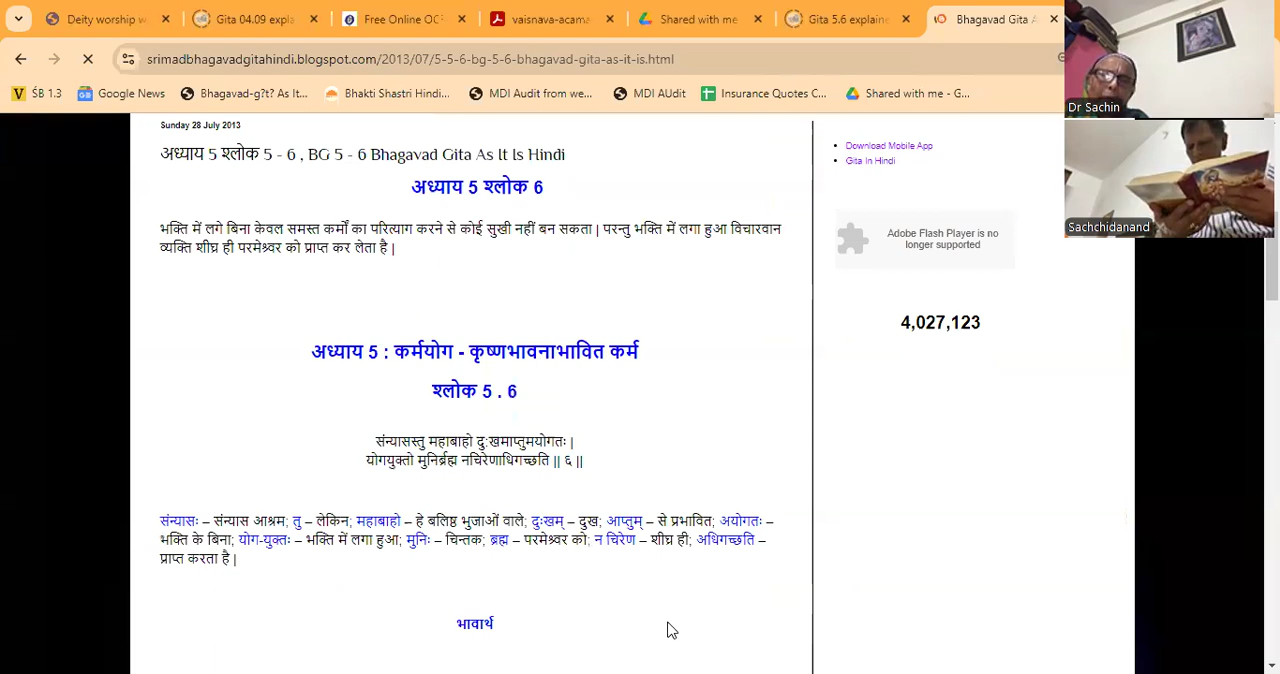 Deity worship w
Gita 04.09 expla
Free Online OC
vaisnava-acama
Shared with me
Gita 5.6 explaine
Bhagavad Gita A
srimadbhagavadgitahindi.blogspot.com/2013/07/5-5-6-bg-5-6-bhagavad-gita-as-it-is.html
ŚB 1.3
Google News
Bhagavad-g?t? As It...
Bhakti Shastri Hindi...
MDI Audit from we...
MDI AUdit
Insurance Quotes C...
Shared with me - G...
Dr Sachin
Sachchidanand
Sunday 28 July 2013
अध्याय 5 श्लोक 5 - 6 , BG 5 - 6 Bhagavad Gita As It Is Hindi
अध्याय 5 श्लोक 6
भक्ति में लगे बिना केवल समस्त कर्मों का परित्याग करने से कोई सुखी नहीं बन सकता | परन्तु भक्ति में लगा हुआ विचारवान
व्यक्ति शीघ्र ही परमेश्र्वर को प्राप्त कर लेता है |
अध्याय 5 : कर्मयोग - कृष्णभावनाभावित कर्म
श्लोक 5 . 6
संन्यासस्तु महाबाहो दु:खमाप्तुमयोगतः |
योगयुक्तो मुनिर्ब्रह्म नचिरेणाधिगच्छति || ६ ||
संन्यासः – संन्यास आश्रम; तु – लेकिन; महाबाहो – हे बलिष्ठ भुजाओं वाले; दुःखम् – दुख; आप्तुम् – से प्रभावित; अयोगतः –
भक्ति के बिना; योग-युक्तः – भक्ति में लगा हुआ; मुनिः – चिन्तक; ब्रह्म – परमेश्र्वर को; न चिरेण – शीघ्र ही; अधिगच्छति –
प्राप्त करता है |
भावार्थ
Download Mobile App
Gita In Hindi
Adobe Flash Player is no
longer supported
4,027,123